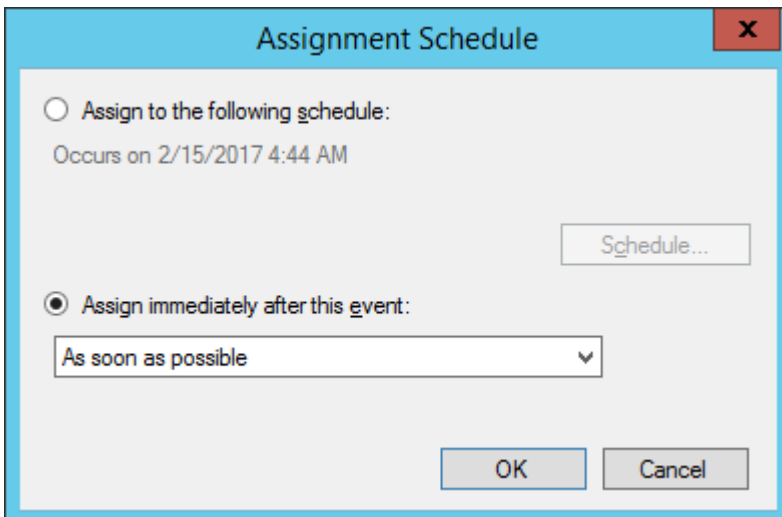 Assignment Schedule
x
Assign to the following schedule:
Occurs on 2/15/2017 4:44 AM
Schedule...
Assign immediately after this event:
As soon as possible
OK Cancel